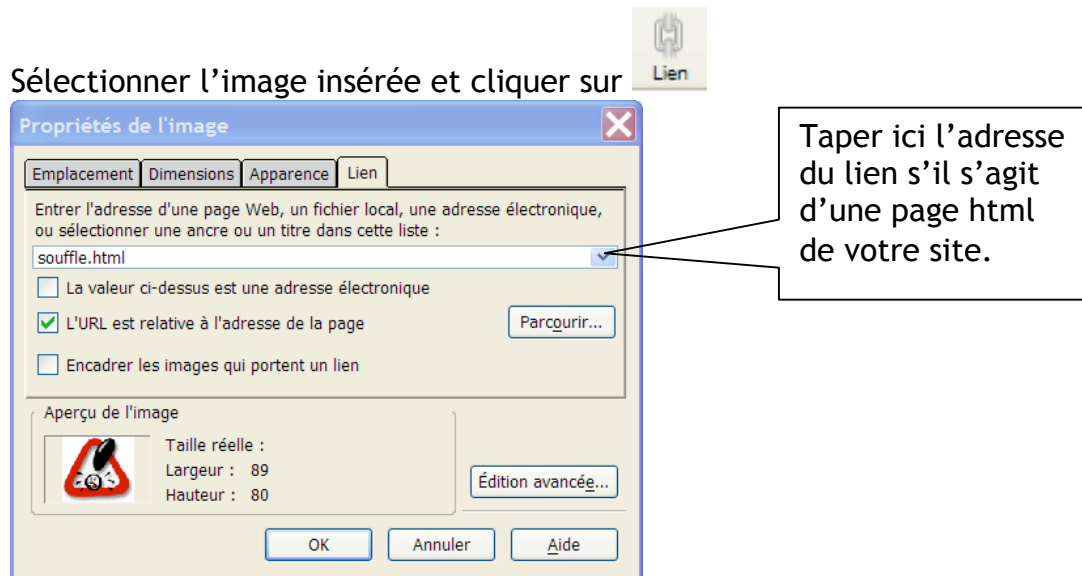 Lien
Sélectionner l’image insérée et cliquer sur
Propriétés de l'image
Emplacement Dimensions Apparence Lien
Entrer l'adresse d'une page Web, un fichier local, une adresse électronique,
ou sélectionner une ancre ou un titre dans cette liste :
souffle.html
La valeur ci-dessus est une adresse électronique
L'URL est relative à l'adresse de la page
Parcourir...
Encadrer les images qui portent un lien
Aperçu de l'image
Taille réelle :
Largeur : 89
Hauteur : 80
Édition avancée...
OK Annuler Aide
Taper ici l’adresse
du lien s’il s’agit
d’une page html
de votre site.